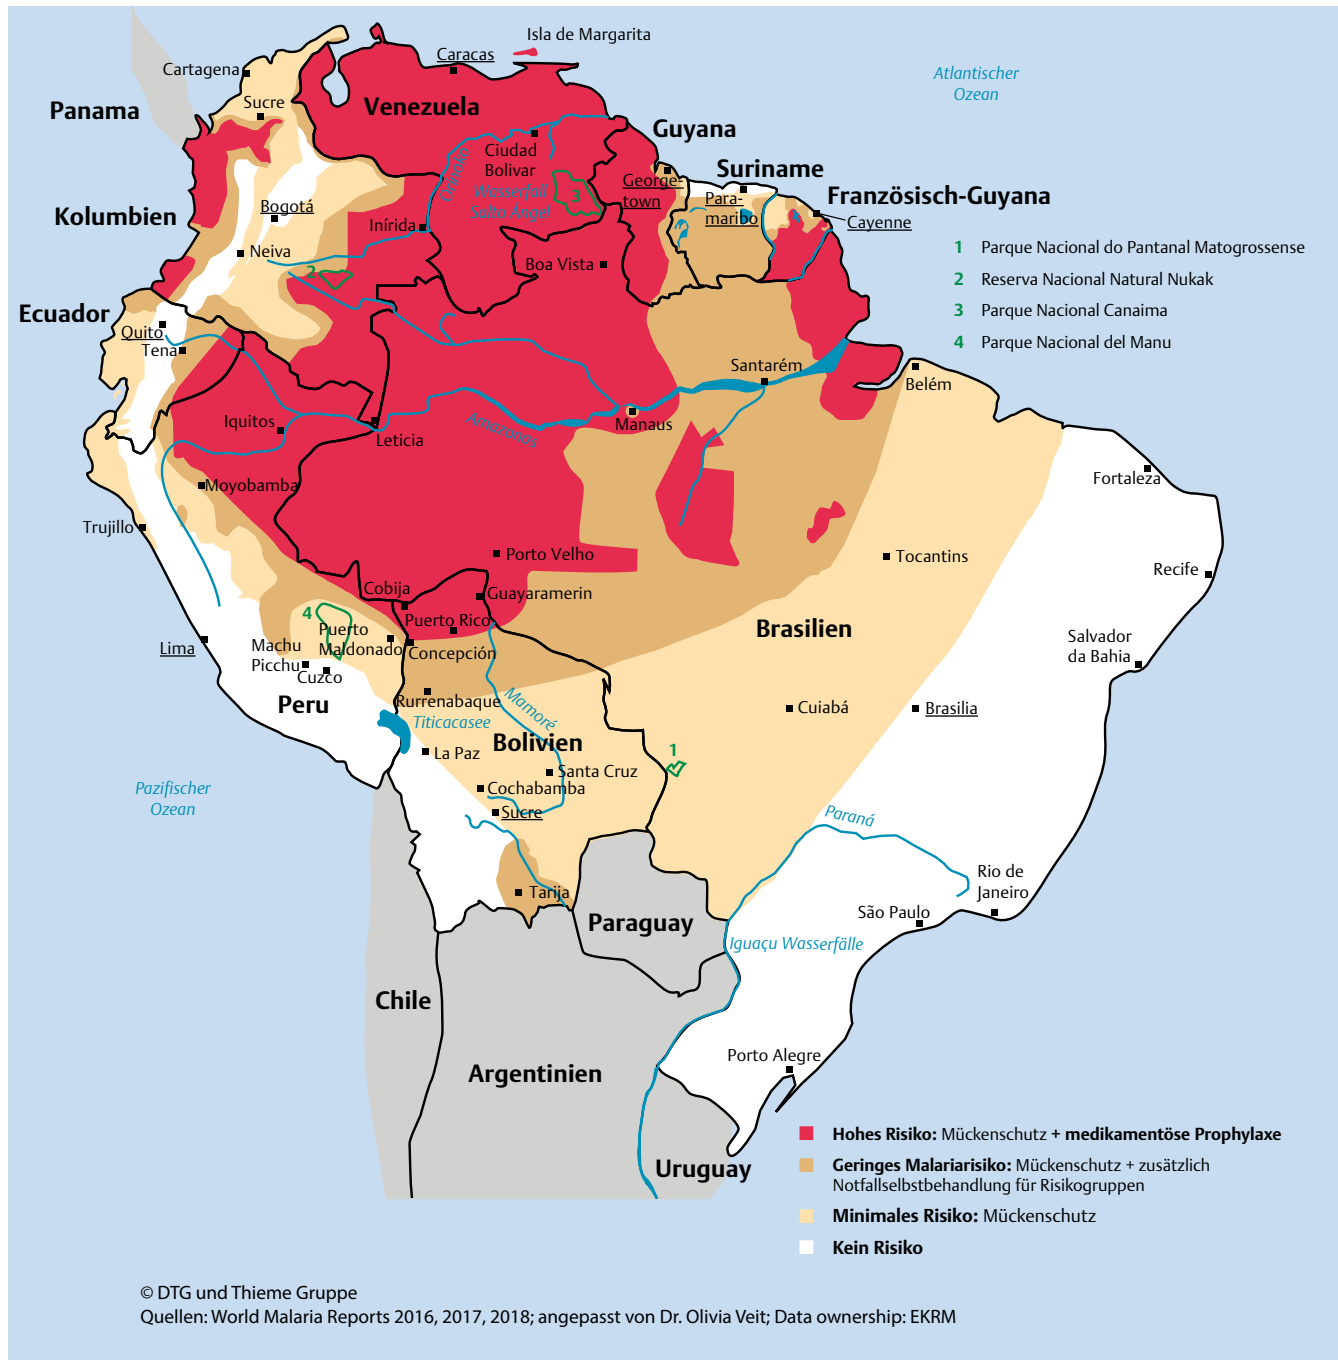 Isla de Margarita
Caracas
Cartagena
Atlantischer
Ozean
Panama
Sucre
Venezuela
Guyana
Ciudad
Bolivar
Orinoko
Suriname
George-
town
Wasserfall
Salto Ángel
3
Para-
maribo
Französisch-Guyana
Kolumbien
Bogotá
Inírida
Cayenne
1 Parque Nacional do Pantanal Matogrossense
Neiva
Boa Vista
2
2 Reserva Nacional Natural Nukak
Ecuador
3 Parque Nacional Canaima
Quito
Tena
4 Parque Nacional del Manu
Santarém
Belém
Iquitos
Leticia
Amazonas
Manaus
Moyobamba
Fortaleza
Trujillo
Porto Velho
Tocantins
Recife
Cobija
Guayaramerin
4
Puerto Rico
Brasilien
Puerto
Maldonado
Lima
Machu
Picchu
Concepción
Salvador
da Bahia
Cuzco
Peru
Rurrenabaque
Mamoré
Cuiabá
Brasilia
Titicacasee
Bolivien
La Paz
1
Santa Cruz
Pazifischer
Ozean
Cochabamba
Sucre
Paraná
Rio de
Janeiro
Tarija
São Paulo
Paraguay
Iguaçu Wasserfälle
Chile
Porto Alegre
Argentinien
Uruguay
Hohes Risiko: Mückenschutz + medikamentöse Prophylaxe
Geringes Malariarisiko: Mückenschutz + zusätzlich
Notfallselbstbehandlung für Risikogruppen
Minimales Risiko: Mückenschutz
Kein Risiko
© DTG und Thieme Gruppe
Quellen: World Malaria Reports 2016, 2017, 2018; angepasst von Dr. Olivia Veit; Data ownership: EKRM